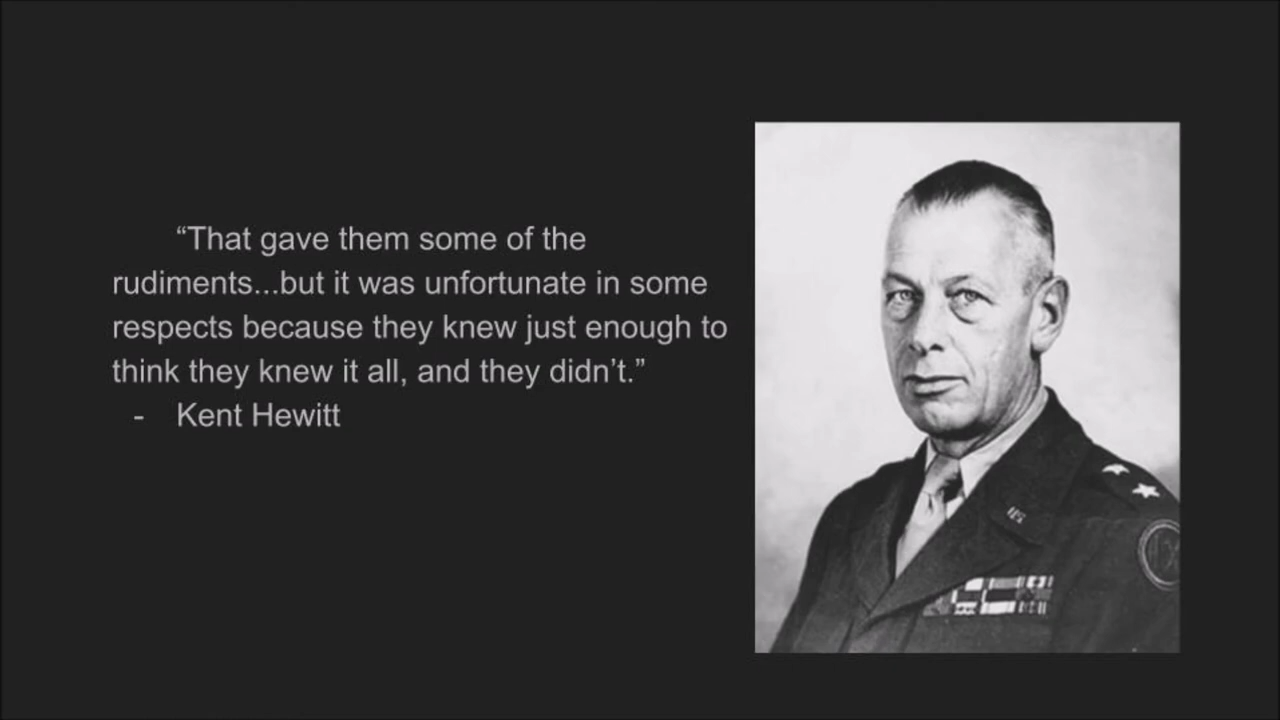 “That gave them some of the
rudiments...but it was unfortunate in some
respects because they knew just enough to
think they knew it all, and they didn’t.”
- Kent Hewitt